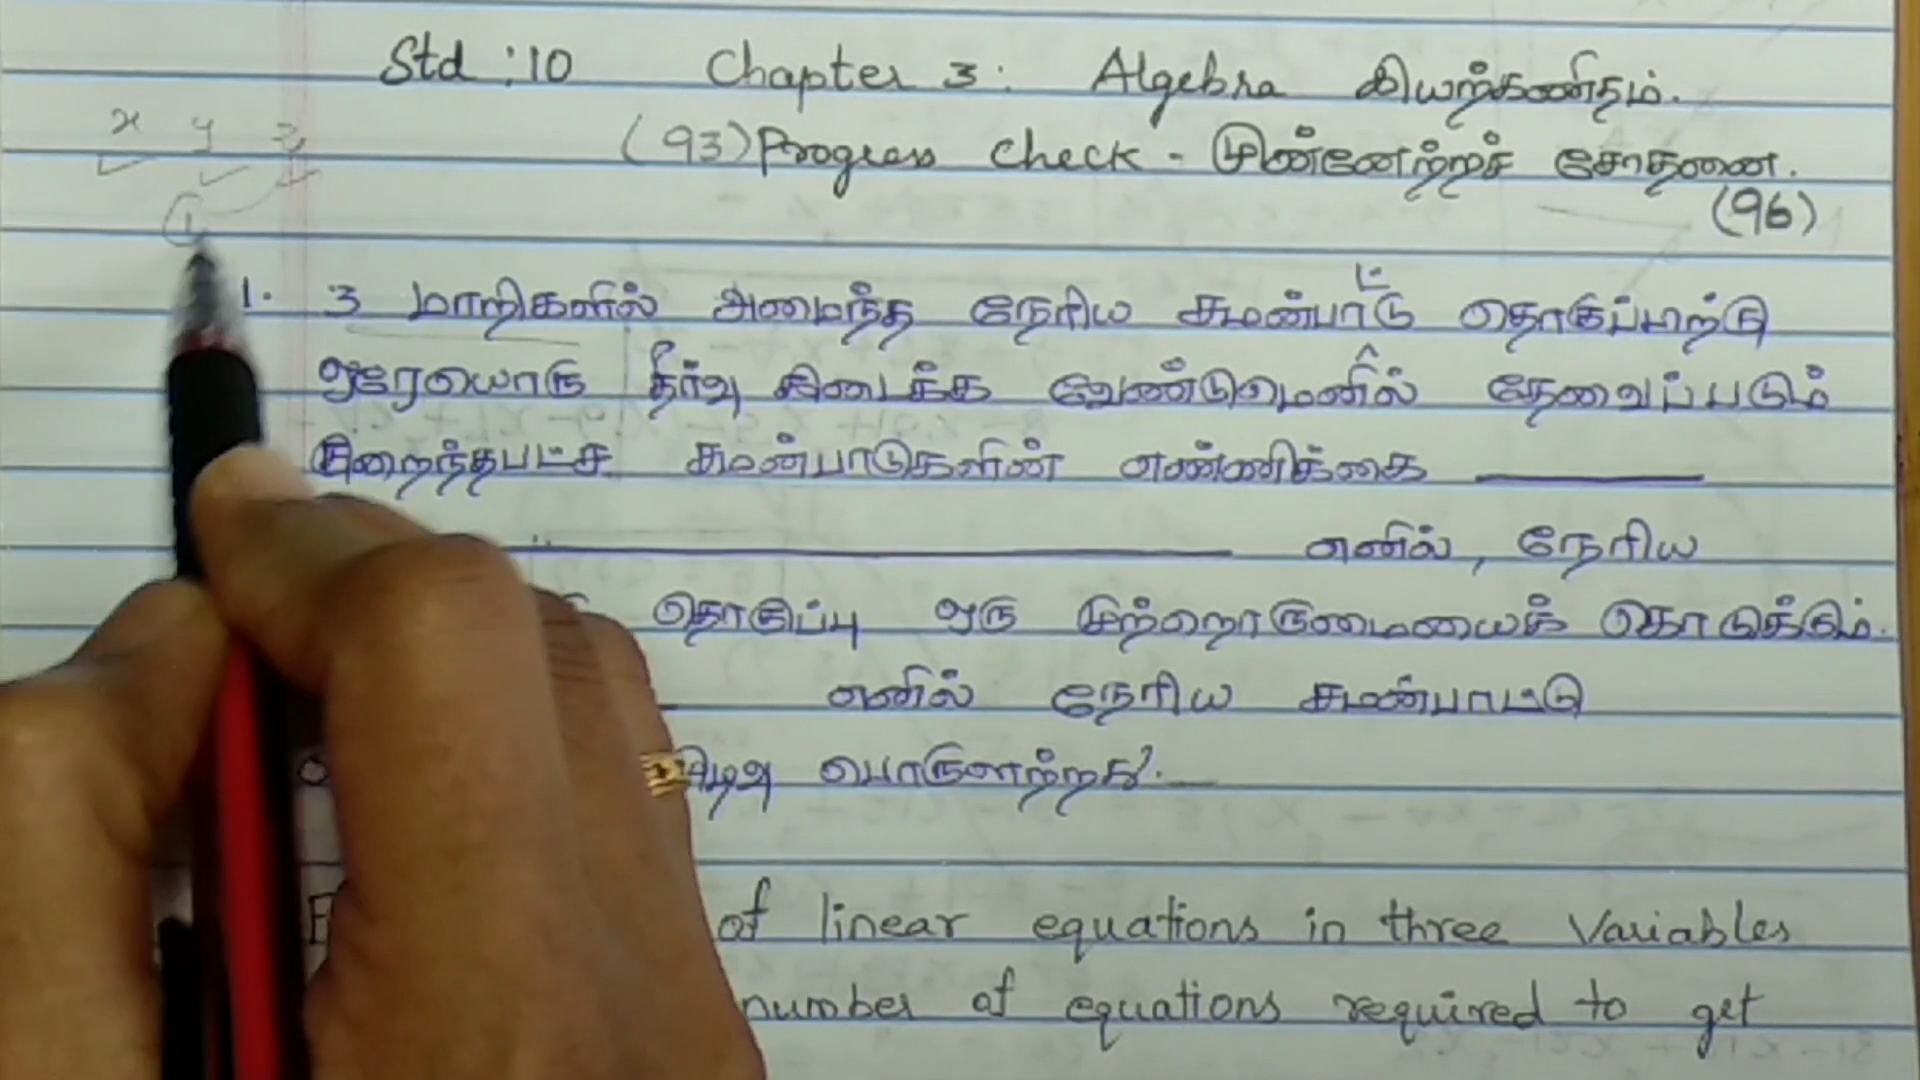 Std : 10 Chapter 3 : Algebra இயற்கணிதம்.
x y z
(93) Progress Check - முன்னேற்றச் சோதனை.
(96)
1
1. 3 மாறிகளில் அமைந்த நேரிய சமன்பாட்டு தொகுப்பிற்கு
ஒரேயொரு தீர்வு கிடைக்க வேண்டுமெனில் தேவைப்படும்
குறைந்தபட்ச சமன்பாடுகளின் எண்ணிக்கை
எனில், நேரிய
தொகுப்பு ஒரு முற்றொருமையைக் கொடுக்கும்.
எனில் நேரிய சமன்பாட்டு
பொருளற்றது.
of linear equations in three Variables
number of equations required to get